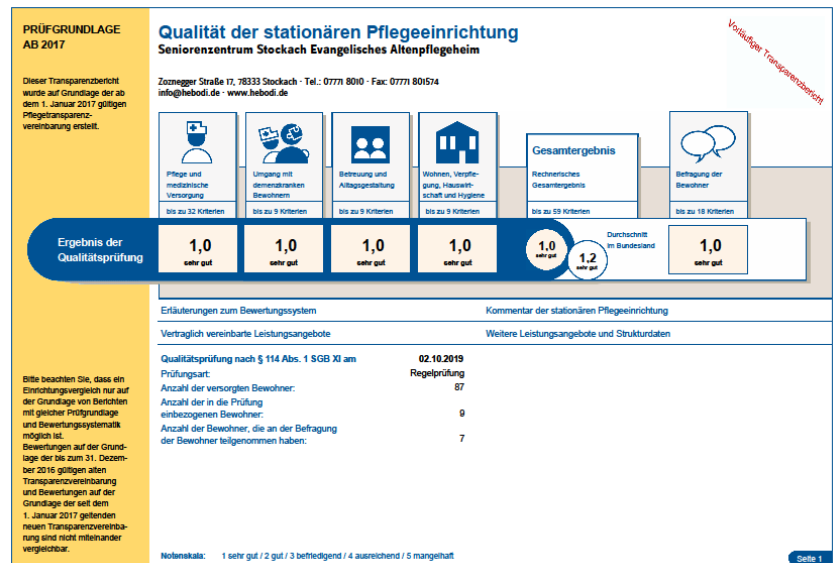 PRÜFGRUNDLAGE
AB 2017
Dieser Transparenzbericht
wurde auf Grundlage der ab
dem 1. Januar 2017 gültigen
Pflegetransparenz-
vereinbarung erstellt.
Qualität der stationären Pflegeeinrichtung
Seniorenzentrum Stockach Evangelisches Altenpflegeheim
Zoznegger Straße 17, 78333 Stockach · Tel.: 07771 8010 · Fax: 07771 801574
info@hebodi.de · www.hebodi.de
Vorläufiger Transparenzbericht
Pflege und
medizinische
Versorgung
bis zu 32 Kriterien
Umgang mit
demenzkranken
Bewohnern
bis zu 9 Kriterien
Betreuung und
Alltagsgestaltung
bis zu 9 Kriterien
Wohnen, Verpfle-
gung, Hauswirt-
schaft und Hygiene
bis zu 9 Kriterien
Gesamtergebnis
Rechnerisches
Gesamtergebnis
bis zu 59 Kriterien
Befragung der
Bewohner
bis zu 18 Kriterien
Ergebnis der
Qualitätsprüfung
1,0
sehr gut
1,0
sehr gut
1,0
sehr gut
1,0
sehr gut
1,0
sehr gut
1,2
sehr gut
Durchschnitt
im Bundesland
1,0
sehr gut
Erläuterungen zum Bewertungssystem
Kommentar der stationären Pflegeeinrichtung
Vertraglich vereinbarte Leistungsangebote
Weitere Leistungsangebote und Strukturdaten
Qualitätsprüfung nach § 114 Abs. 1 SGB XI am 02.10.2019
Prüfungsart: Regelprüfung
Anzahl der versorgten Bewohner: 87
Anzahl der in die Prüfung
einbezogenen Bewohner: 9
Anzahl der Bewohner, die an der Befragung
der Bewohner teilgenommen haben: 7
Bitte beachten Sie, dass ein
Einrichtungsvergleich nur auf
der Grundlage von Berichten
mit gleicher Prüfgrundlage
und Bewertungssystematik
möglich ist.
Bewertungen auf der Grund-
lage der bis zum 31. Dezem-
ber 2016 gültigen alten
Transparenzvereinbarung
und Bewertungen auf der
Grundlage der seit dem
1. Januar 2017 geltenden
neuen Transparenzvereinba-
rung sind nicht miteinander
vergleichbar.
Notenskala: 1 sehr gut / 2 gut / 3 befriedigend / 4 ausreichend / 5 mangelhaft
Seite 1